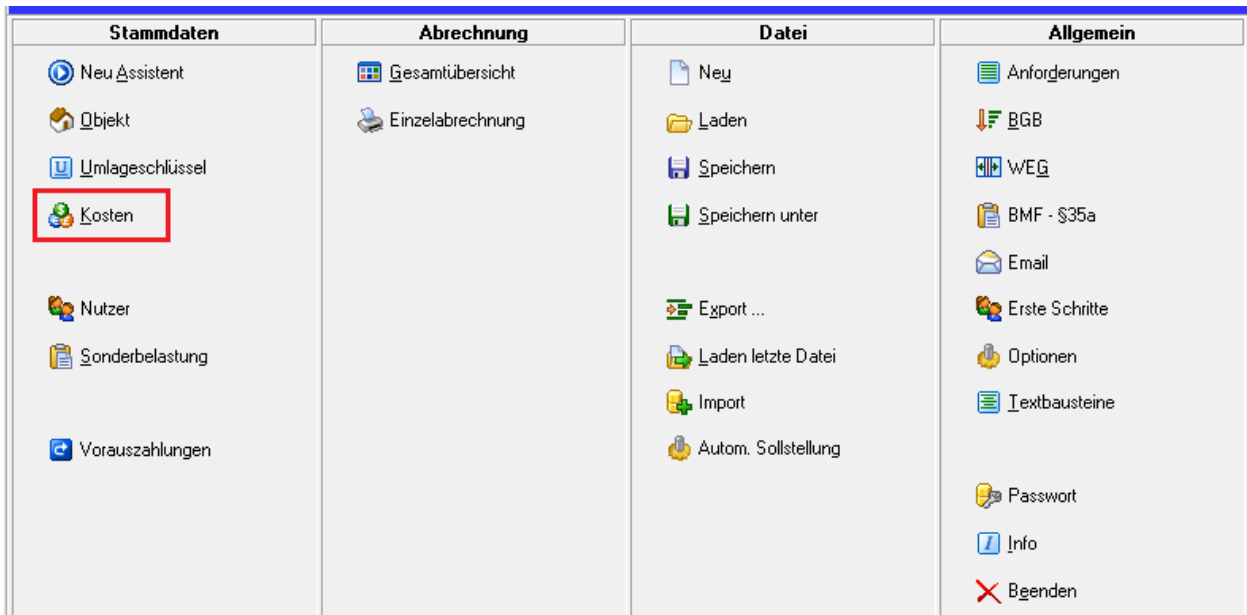 Stammdaten
Neu Assistent
Objekt
Umlageschlüssel
Kosten
Nutzer
Sonderbelastung
Vorauszahlungen
Abrechnung
Gesamtübersicht
Einzelabrechnung
Datei
Neu
Laden
Speichern
Speichern unter
Export ...
Laden letzte Datei
Import
Autom. Sollstellung
Allgemein
Anforderungen
BGB
WEG
BMF - §35a
Email
Erste Schritte
Optionen
Textbausteine
Passwort
Info
Beenden